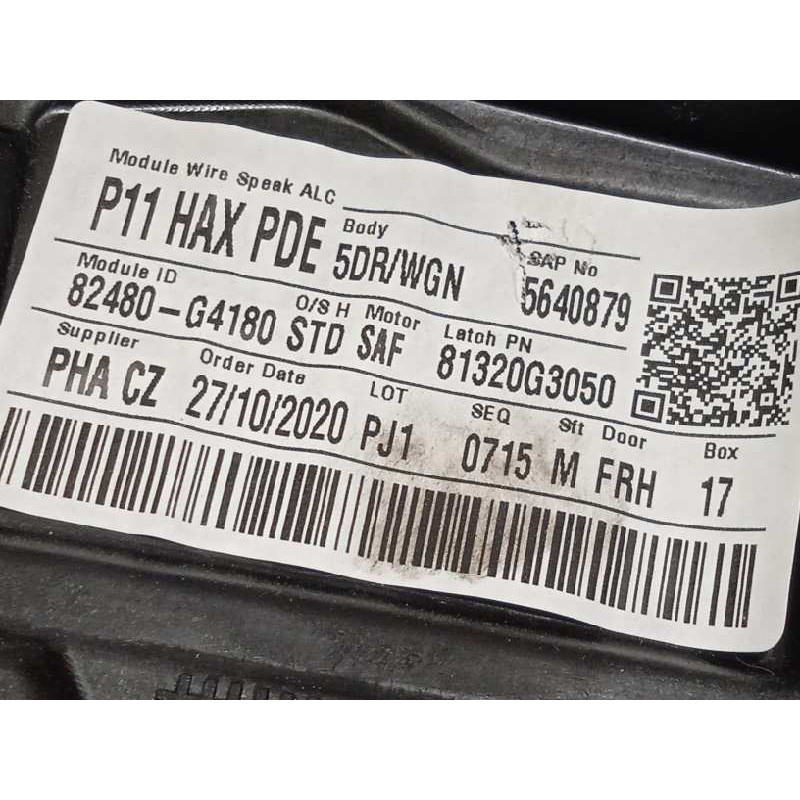 Module Wire Speak ALC
P11 HAX PDE
Body
5DR/WGN
SAP No
5640879
Module ID
82480-G4180
O/S H
STD
Motor
SAF
Latch PN
81320G3050
Supplier
PHA CZ
Order Date
27/10/2020
LOT
PJ1
SEQ
0715
Sft
M
Door
FRH
Box
17